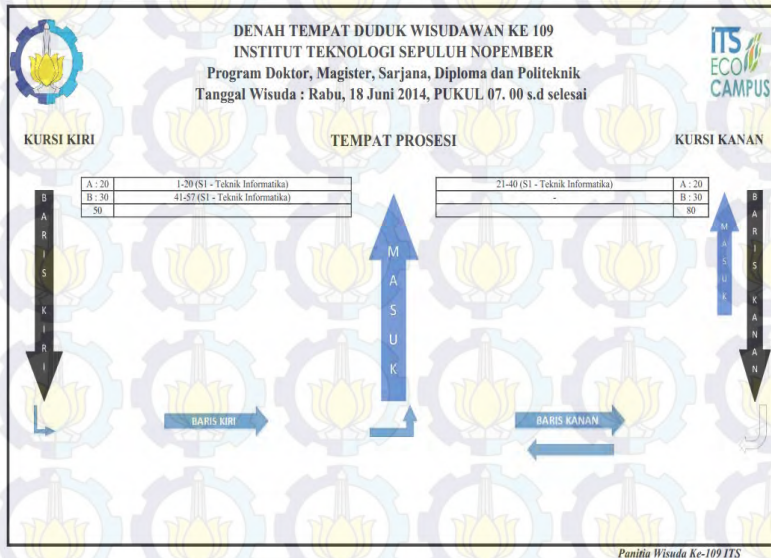 DENAH TEMPAT DUDUK WISUDAWAN KE 109
INSTITUT TEKNOLOGI SEPULUH NOPEMBER
Program Doktor, Magister, Sarjana, Diploma dan Politeknik
Tanggal Wisuda : Rabu, 18 Juni 2014, PUKUL 07. 00 s.d selesai
ITS
ECO
CAMPUS
KURSI KIRI
TEMPAT PROSESI
KURSI KANAN
A : 20 1-20 (S1 - Teknik Informatika)
B : 30 41-57 (S1 - Teknik Informatika)
50
21-40 (S1 - Teknik Informatika) A : 20
- B : 30
80
BARIS KIRI
MASUK
MASUK
BARIS KANAN
BARIS KIRI
BARIS KANAN
Panitia Wisuda Ke-109 ITS